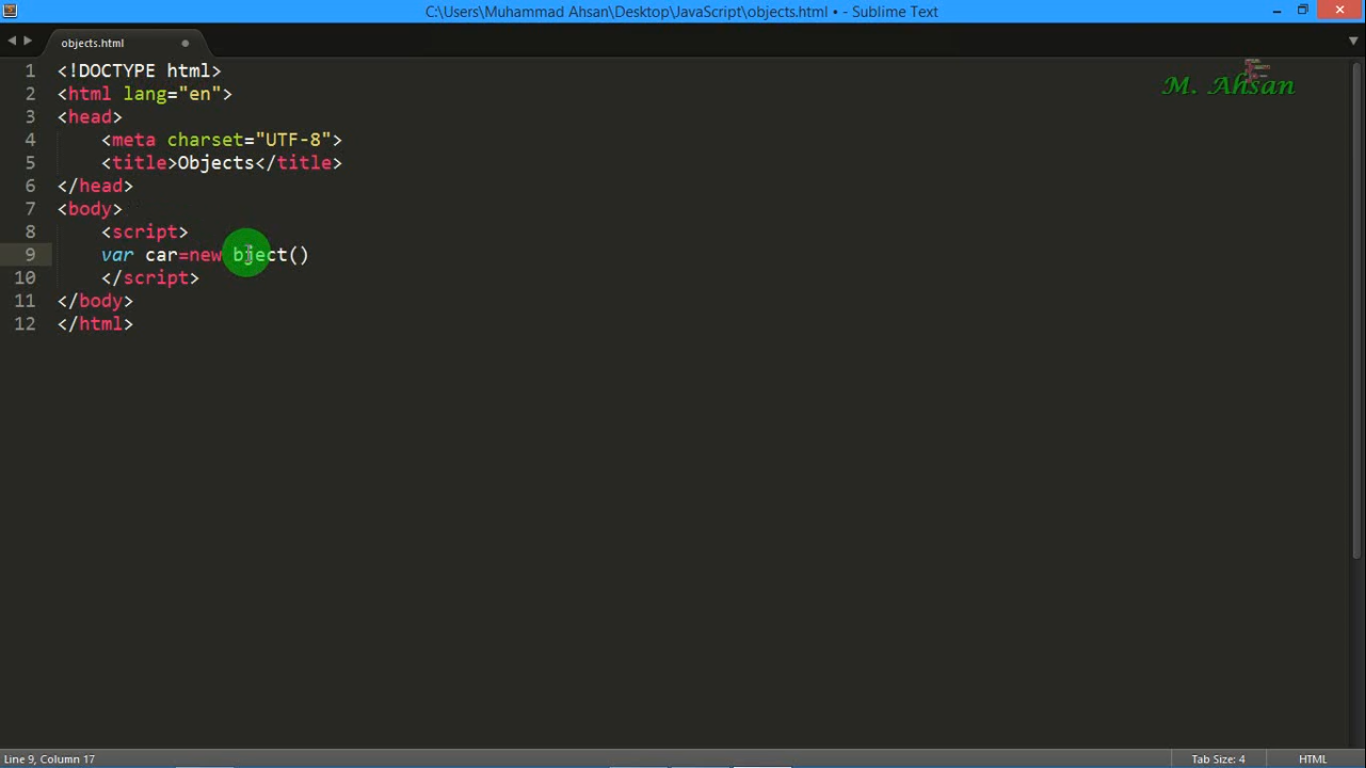 C:\Users\Muhammad Ahsan\Desktop\JavaScript\objects.html • - Sublime Text
objects.html
M. Ahsan
1 <!DOCTYPE html>
2 <html lang="en">
3 <head>
4 <meta charset="UTF-8">
5 <title>Objects</title>
6 </head>
7 <body>
8 <script>
9 var car=new bject()
10 </script>
11 </body>
12 </html>
Line 9, Column 17
Tab Size: 4
HTML